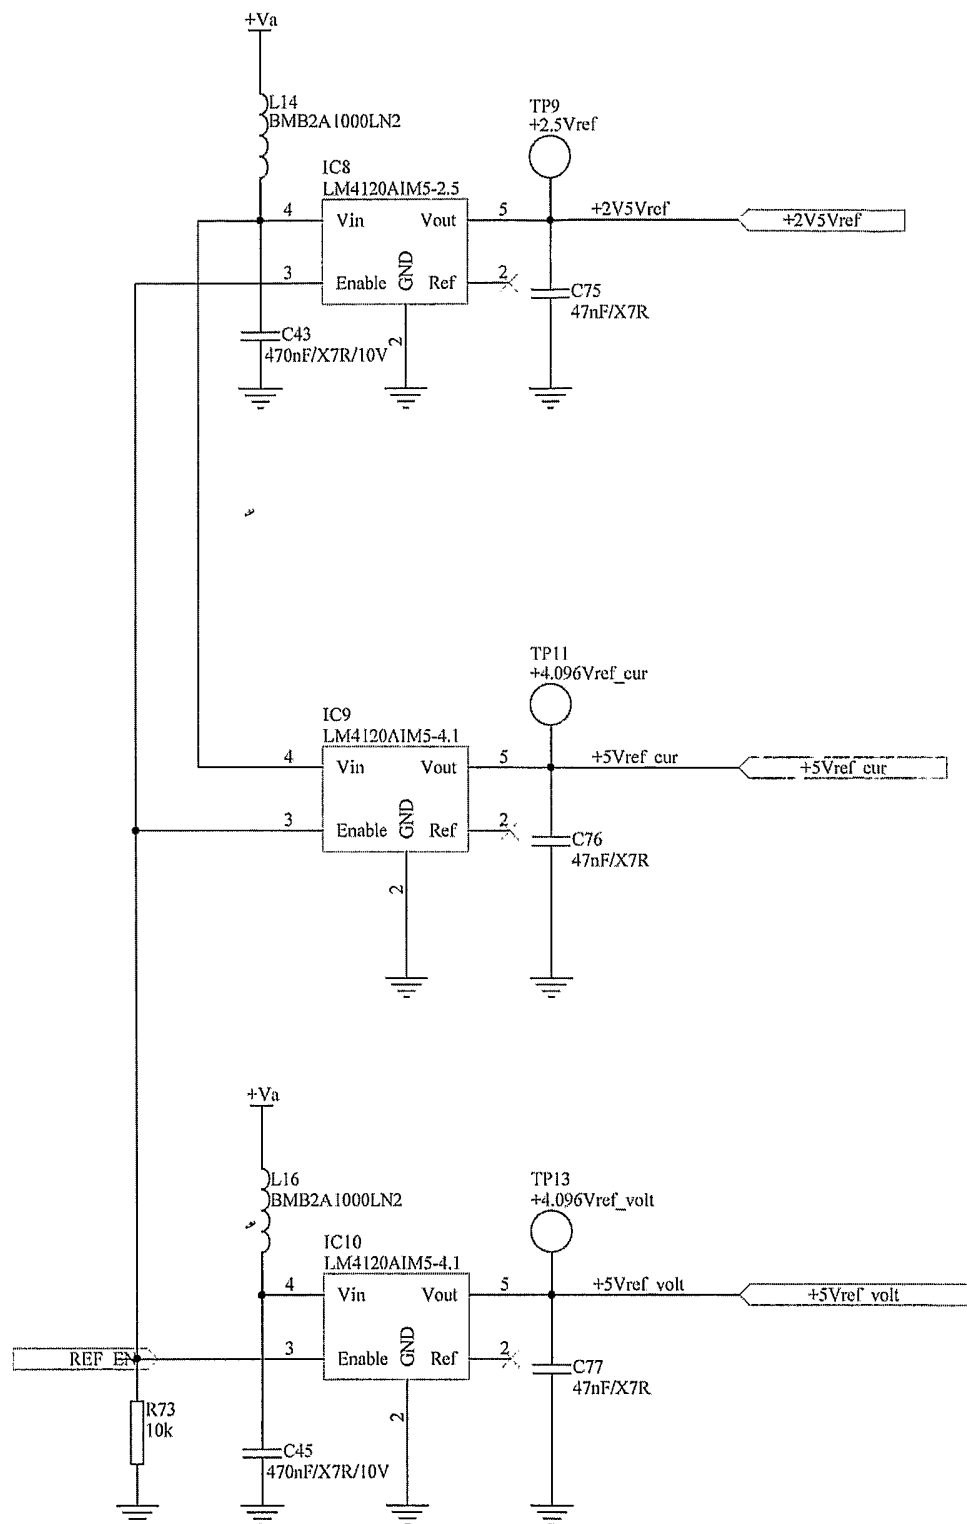 +Va
L14
BMB2A1000LN2
TP9
+2.5Vref
IC8
LM4120AIM5-2.5
4 Vin Vout 5 +2V5Vref +2V5Vref
3 Enable GND Ref 2
2
C75
47nF/X7R
C43
470nF/X7R/10V
TP11
+4.096Vref_cur
IC9
LM4120AIM5-4.1
4 Vin Vout 5 +5Vref_cur +5Vref_cur
3 Enable GND Ref 2
2
C76
47nF/X7R
+Va
L16
BMB2A1000LN2
TP13
+4.096Vref_volt
IC10
LM4120AIM5-4.1
4 Vin Vout 5 +5Vref_volt +5Vref_volt
REF_EN 3 Enable GND Ref 2
2
C77
47nF/X7R
R73
10k
C45
470nF/X7R/10V